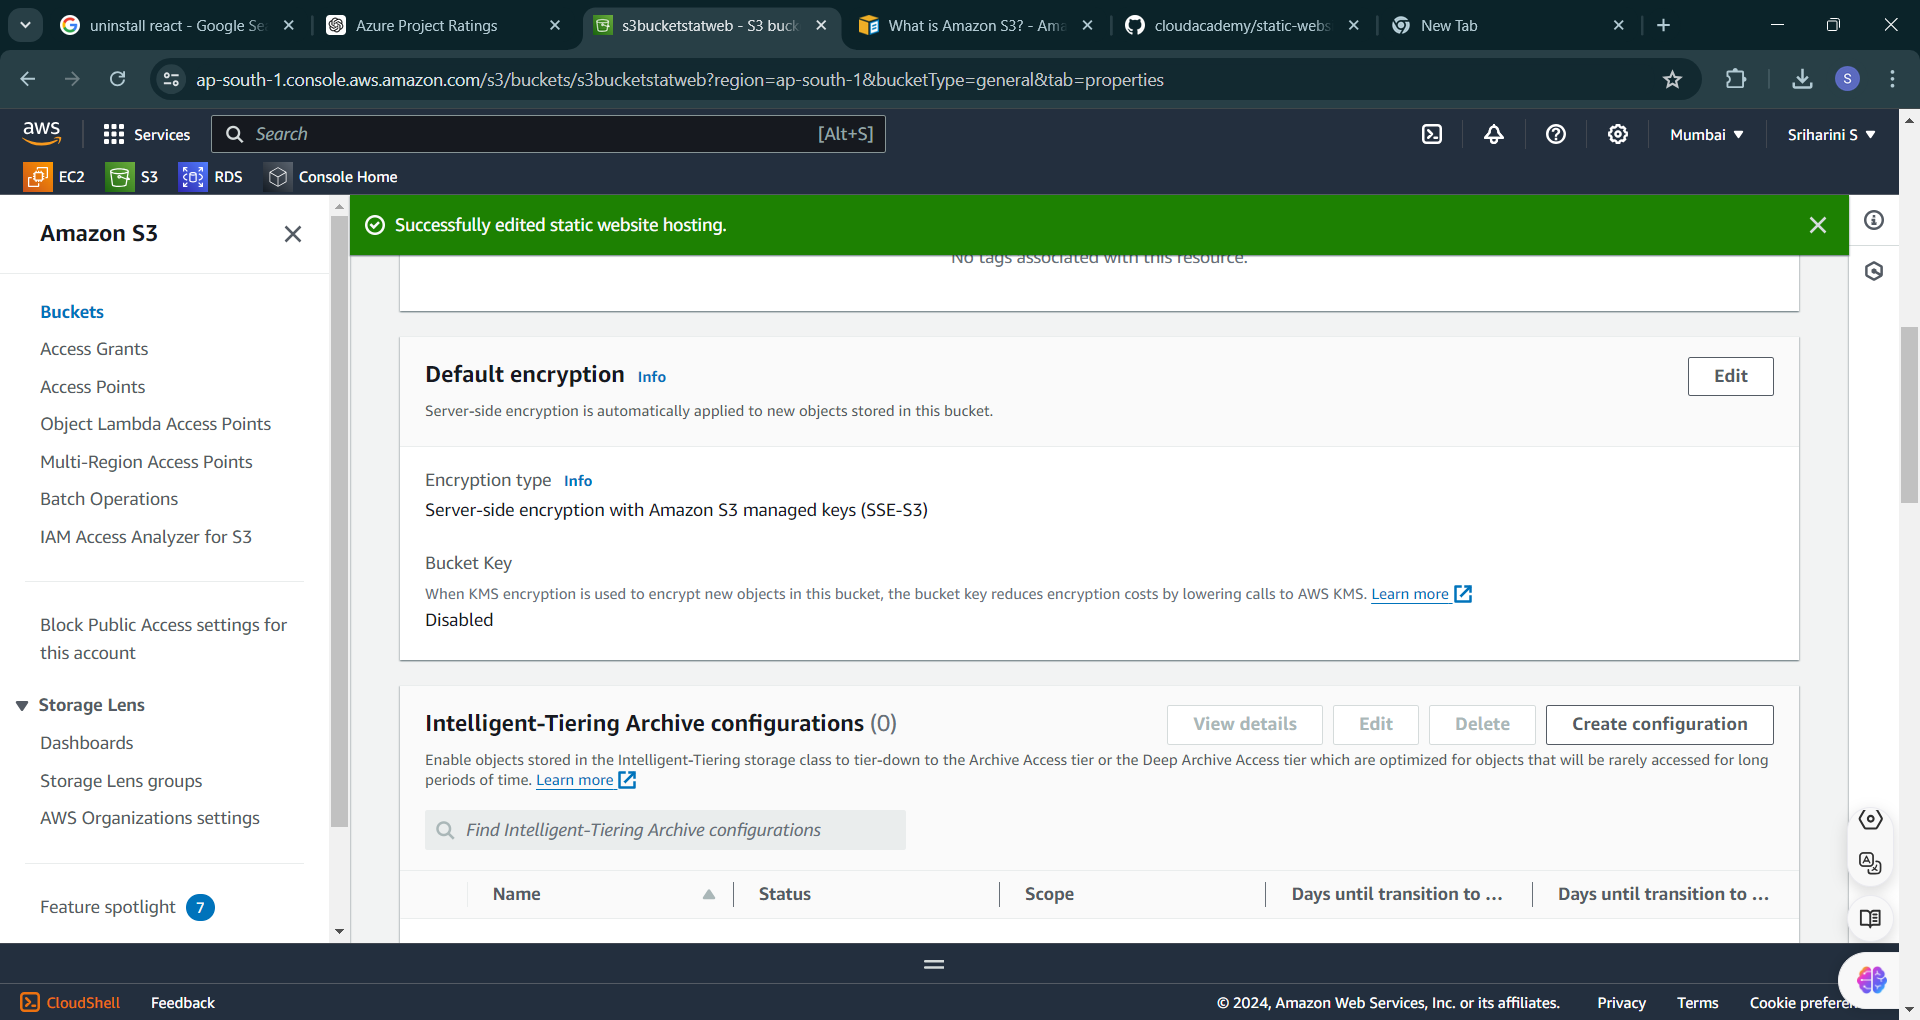 uninstall react - Google Se
Azure Project Ratings
s3bucketstatweb - S3 buck
What is Amazon S3? - Ama
cloudacademy/static-webs
New Tab
ap-south-1.console.aws.amazon.com/s3/buckets/s3bucketstatweb?region=ap-south-1&bucketType=general&tab=properties
S
aws
Services
Search
[Alt+S]
Mumbai
Sriharini S
EC2
S3
RDS
Console Home
Amazon S3
Buckets
Access Grants
Access Points
Object Lambda Access Points
Multi-Region Access Points
Batch Operations
IAM Access Analyzer for S3
Block Public Access settings for
this account
Storage Lens
Dashboards
Storage Lens groups
AWS Organizations settings
Feature spotlight 7
Successfully edited static website hosting.
No tags associated with this resource.
Default encryption Info
Edit
Server-side encryption is automatically applied to new objects stored in this bucket.
Encryption type Info
Server-side encryption with Amazon S3 managed keys (SSE-S3)
Bucket Key
When KMS encryption is used to encrypt new objects in this bucket, the bucket key reduces encryption costs by lowering calls to AWS KMS. Learn more
Disabled
Intelligent-Tiering Archive configurations (0)
View details
Edit
Delete
Create configuration
Enable objects stored in the Intelligent-Tiering storage class to tier-down to the Archive Access tier or the Deep Archive Access tier which are optimized for objects that will be rarely accessed for long
periods of time. Learn more
Find Intelligent-Tiering Archive configurations
Name
Status
Scope
Days until transition to ...
Days until transition to ...
CloudShell
Feedback
© 2024, Amazon Web Services, Inc. or its affiliates.
Privacy
Terms
Cookie prefere